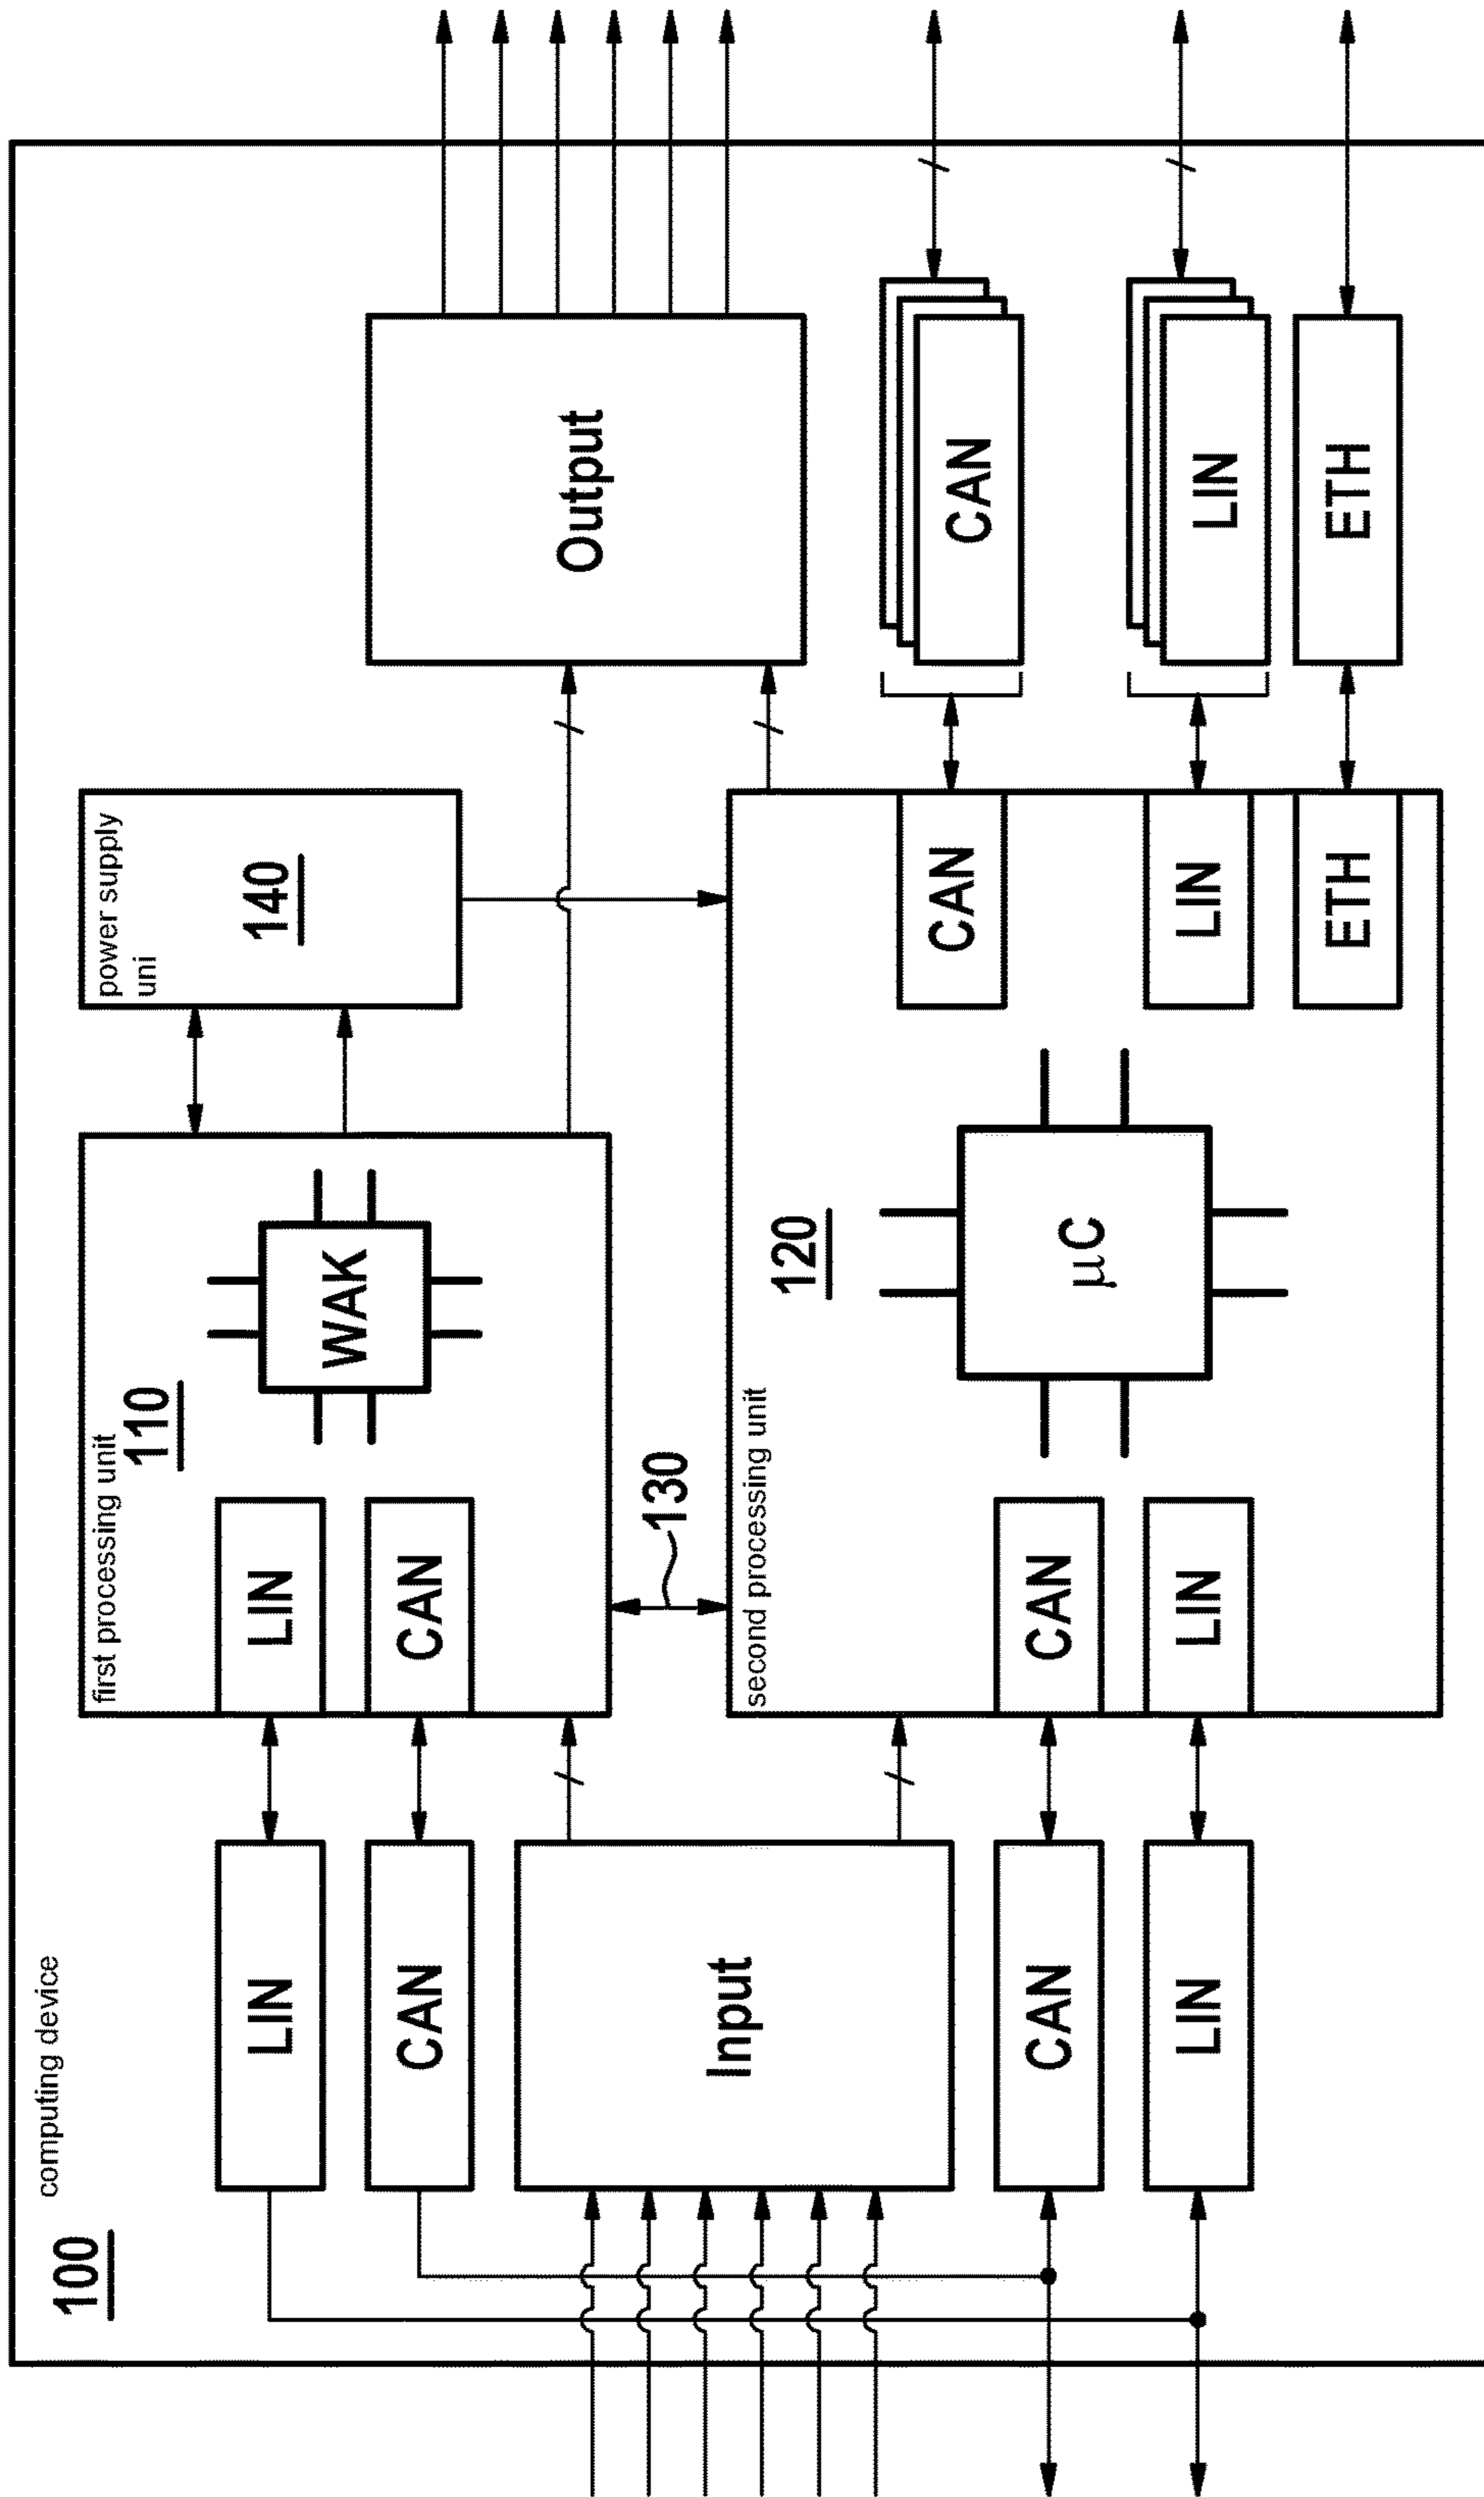 100
computing device
LIN
CAN
Input
CAN
LIN
first processing unit
110
LIN
CAN
WAK
130
second processing unit
120
CAN
LIN
µC
CAN
LIN
ETH
power supply
uni
140
Output
CAN
LIN
ETH